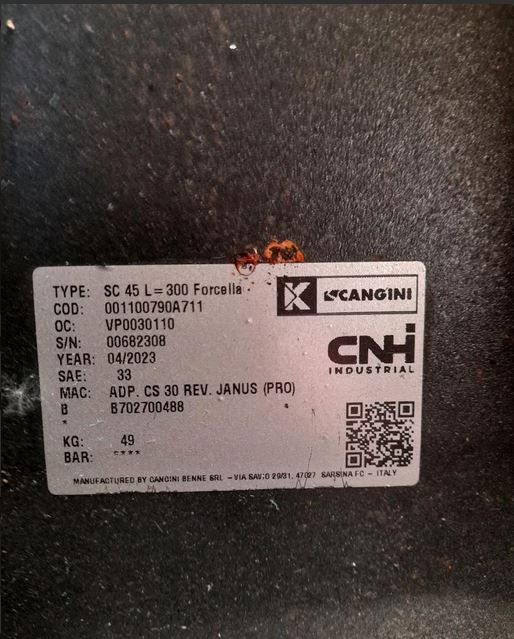 TYPE: SC 45 L=300 Forcella
COD: 001100790A711
OC: VP0030110
S/N: 00682308
YEAR: 04/2023
SAE: 33
MAC: ADP. CS 30 REV. JANUS (PRO)
B B702700488
*
KG: 49
BAR: ****
CANGINI
CNH
INDUSTRIAL
MANUFACTURED BY CANGINI BENNE SRL - VIA SAVIO 29/31, 47027 SARSINA FC - ITALY